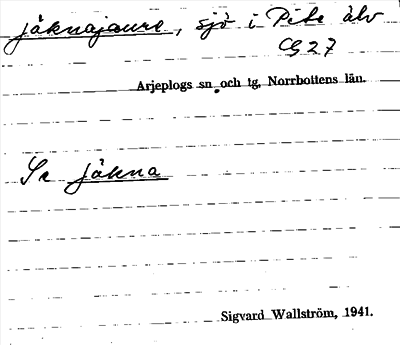 jåknajaure, sjö i Pite älv
CG 27
Arjeplogs sn och tg, Norrbottens län.
Se jåkna
Sigvard Wallström, 1941.